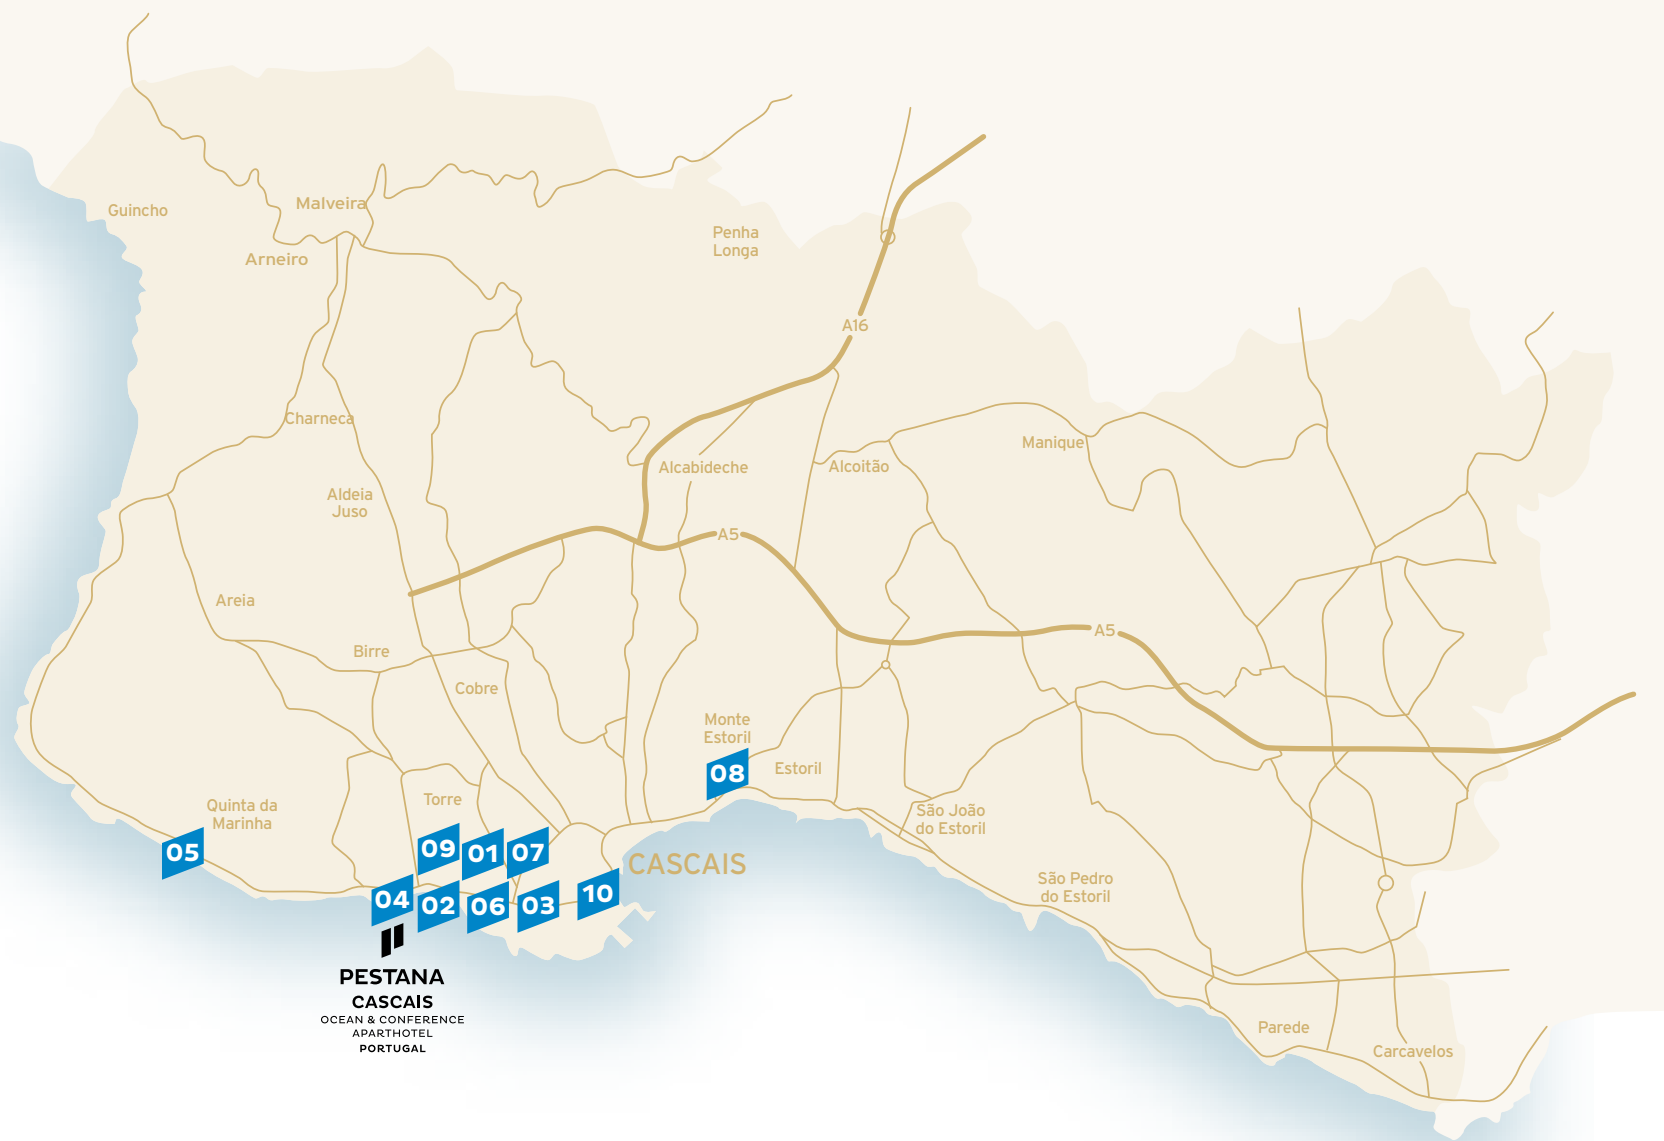 Guincho
Malveira
Arneiro
Penha
Longa
A16
Charneca
Manique
Alcabideche
Alcoitão
Aldeia
Juso
A5
Areia
A5
Birre
Cobre
Monte
Estoril
08
Estoril
Quinta da
Marinha
Torre
São João
do Estoril
05
09
01
07
CASCAIS
04
02
06
03
10
São Pedro
do Estoril
PESTANA
CASCAIS
OCEAN & CONFERENCE
APARTHOTEL
PORTUGAL
Parede
Carcavelos